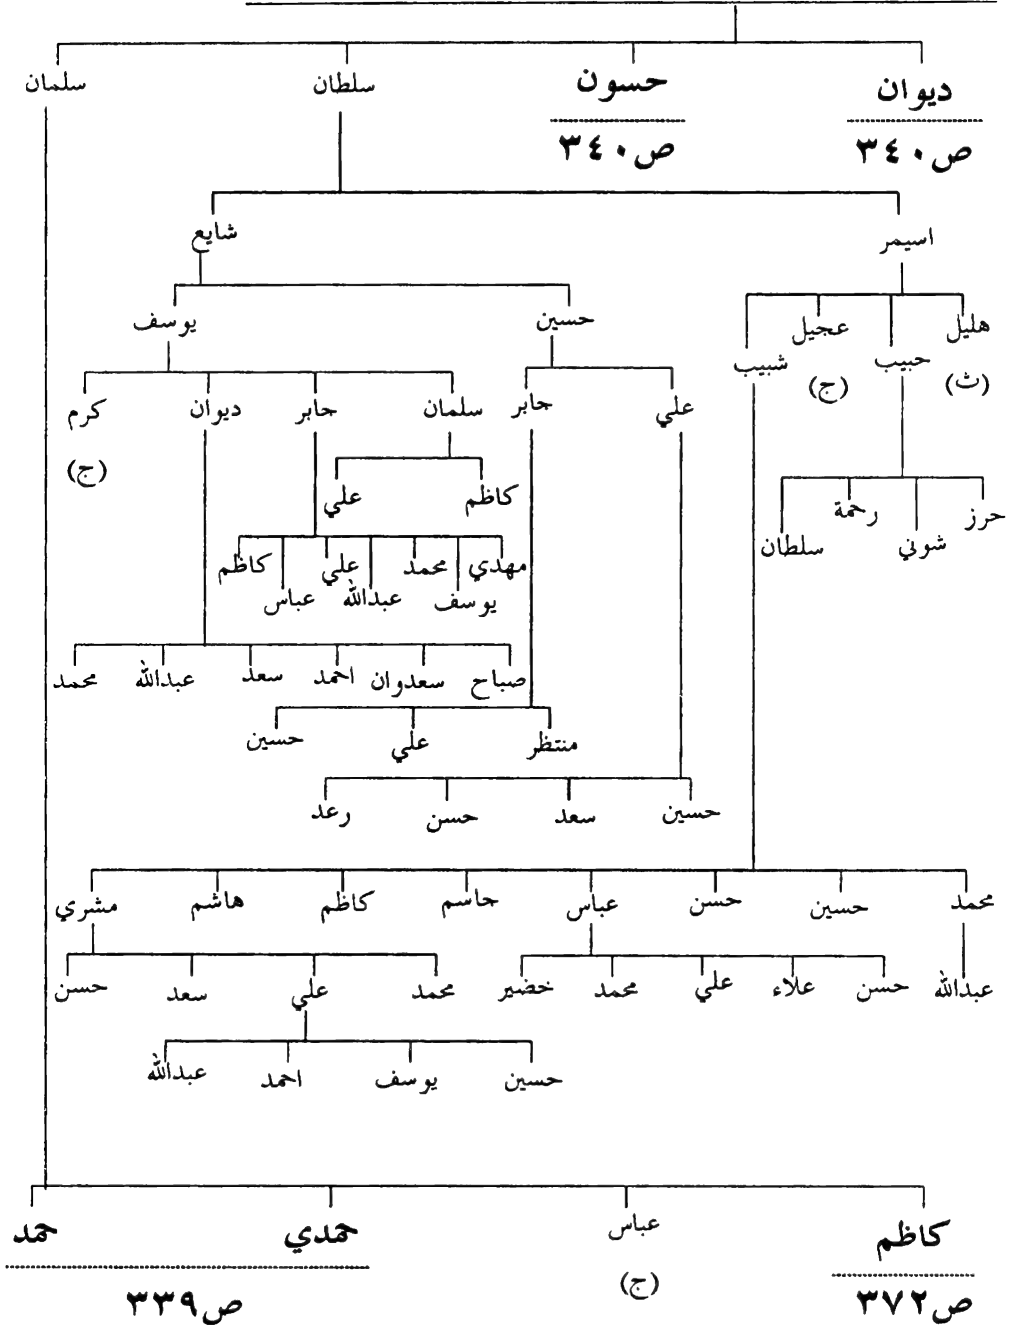 ديوان حسون سلطان سلمان
ص٣٤٠ ص٣٤٠
اسيمر شايع
هليل حبيب عجيل شبيب حسين يوسف
(ث) (ج)
علي جابر سلمان جابر ديوان كرم
(ج)
كاظم علي
حرز شوني رحمة سلطان
مهدي يوسف محمد عبدالله علي عباس كاظم
صباح سعدوان احمد سعد عبدالله محمد
منتظر علي حسين
حسين سعد حسن رعد
محمد حسين حسن عباس جاسم كاظم هاشم مشري
عبدالله حسن علاء علي محمد خضير محمد علي سعد حسن
حسين يوسف احمد عبدالله
كاظم عباس حمدي حمد
(ج)
ص٣٧٢ ص٣٣٩